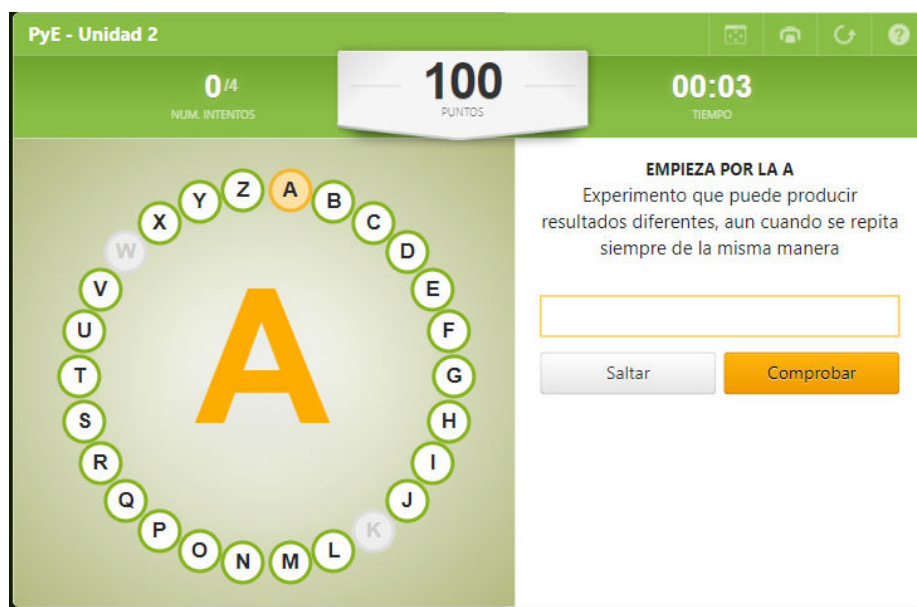 PyE - Unidad 2
0/4
NUM. INTENTOS
100
PUNTOS
00:03
TIEMPO
A
B
C
D
E
F
G
H
I
J
K
L
M
N
O
P
Q
R
S
T
U
V
W
X
Y
Z
A
EMPIEZA POR LA A
Experimento que puede producir
resultados diferentes, aun cuando se repita
siempre de la misma manera
Saltar
Comprobar